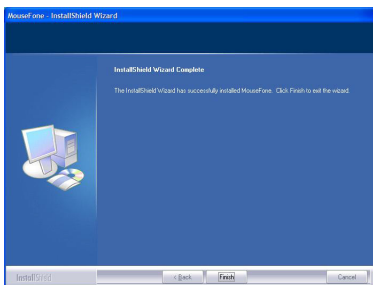 MouseFone - InstallShield Wizard
InstallShield Wizard Complete
The InstallShield Wizard has successfully installed MouseFone. Click Finish to exit the wizard.
InstallShield
< Back
Finish
Cancel